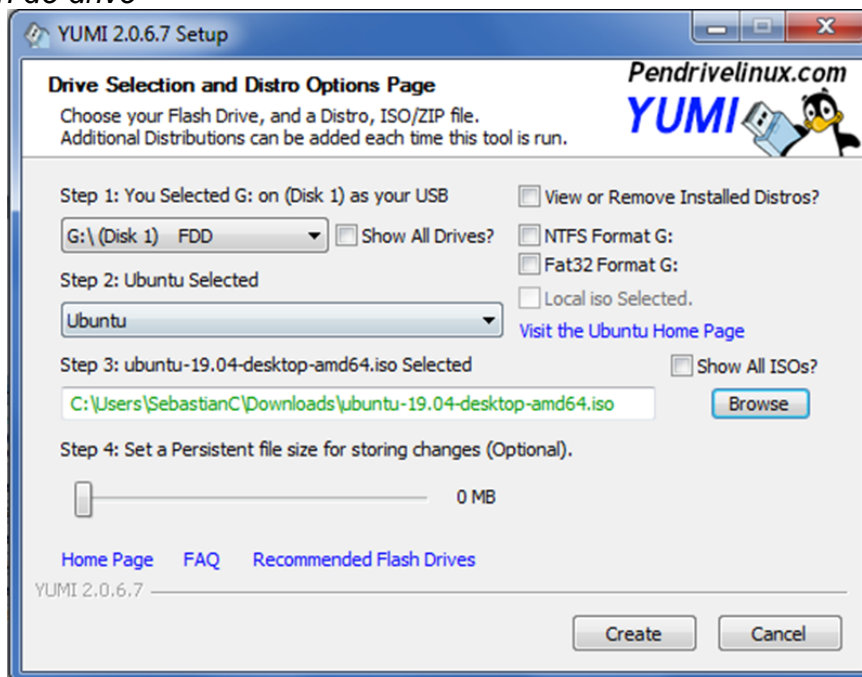 do drive
YUMI 2.0.6.7 Setup
Drive Selection and Distro Options Page
Choose your Flash Drive, and a Distro, ISO/ZIP file.
Additional Distributions can be added each time this tool is run.
Pendrivelinux.com
YUMI
Step 1: You Selected G: on (Disk 1) as your USB
View or Remove Installed Distros?
G:\ (Disk 1) FDD
Show All Drives?
NTFS Format G:
Fat32 Format G:
Step 2: Ubuntu Selected
Local iso Selected.
Ubuntu
Visit the Ubuntu Home Page
Step 3: ubuntu-19.04-desktop-amd64.iso Selected
Show All ISOs?
C:\Users\SebastianC\Downloads\ubuntu-19.04-desktop-amd64.iso
Browse
Step 4: Set a Persistent file size for storing changes (Optional).
0 MB
Home Page FAQ Recommended Flash Drives
YUMI 2.0.6.7
Create Cancel